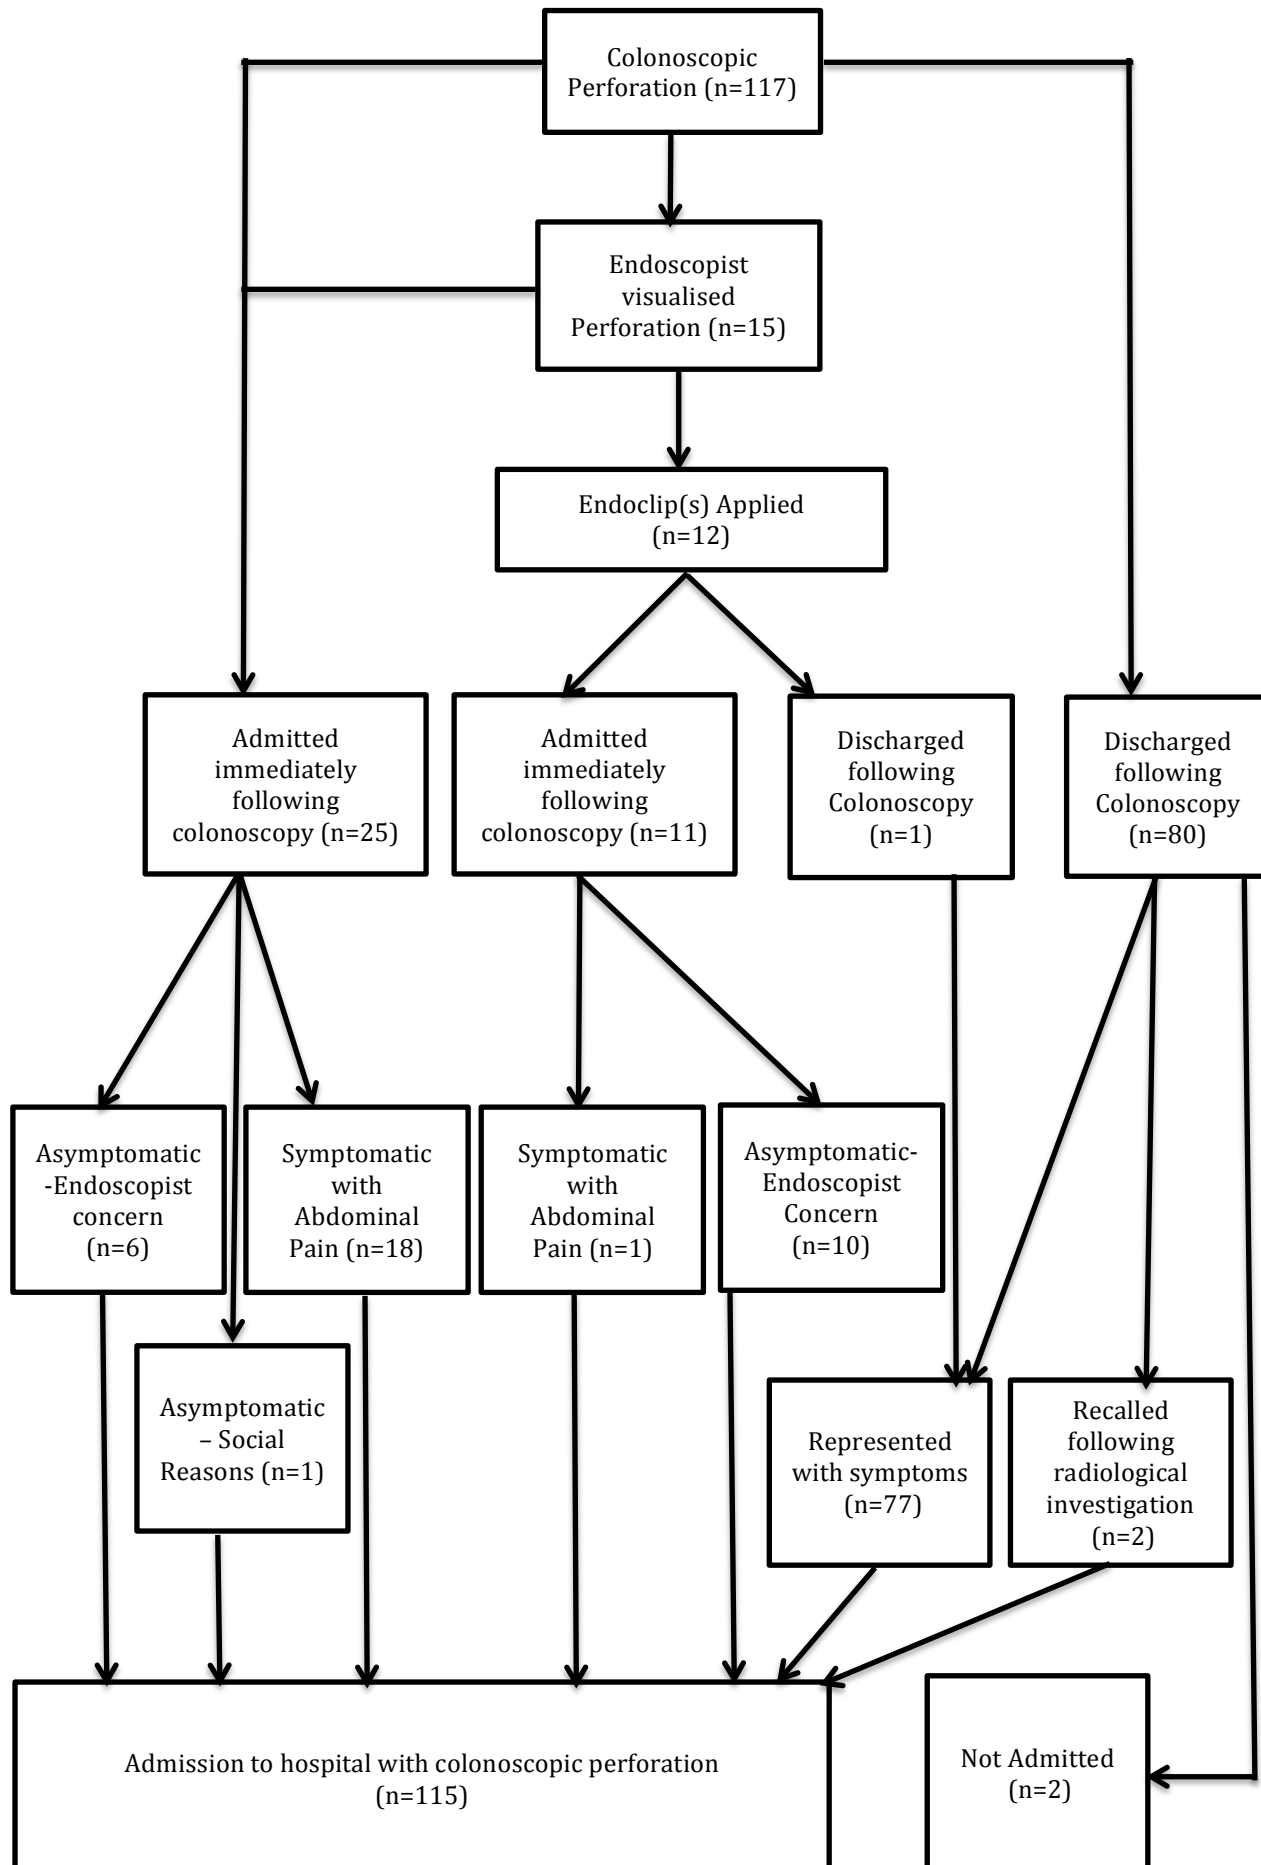 Colonoscopic
Perforation (n=117)
Endoscopist
visualised
Perforation (n=15)
Endoclip(s) Applied
(n=12)
Admitted
immediately
following
colonoscopy (n=25)
Admitted
immediately
following
colonoscopy (n=11)
Discharged
following
Colonoscopy
(n=1)
Discharged
following
Colonoscopy
(n=80)
Asymptomatic
-Endoscopist
concern
(n=6)
Symptomatic
with
Abdominal
Pain (n=18)
Symptomatic
with
Abdominal
Pain (n=1)
Asymptomatic-
Endoscopist
Concern
(n=10)
Asymptomatic
– Social
Reasons (n=1)
Represented
with symptoms
(n=77)
Recalled
following
radiological
investigation
(n=2)
Admission to hospital with colonoscopic perforation
(n=115)
Not Admitted
(n=2)